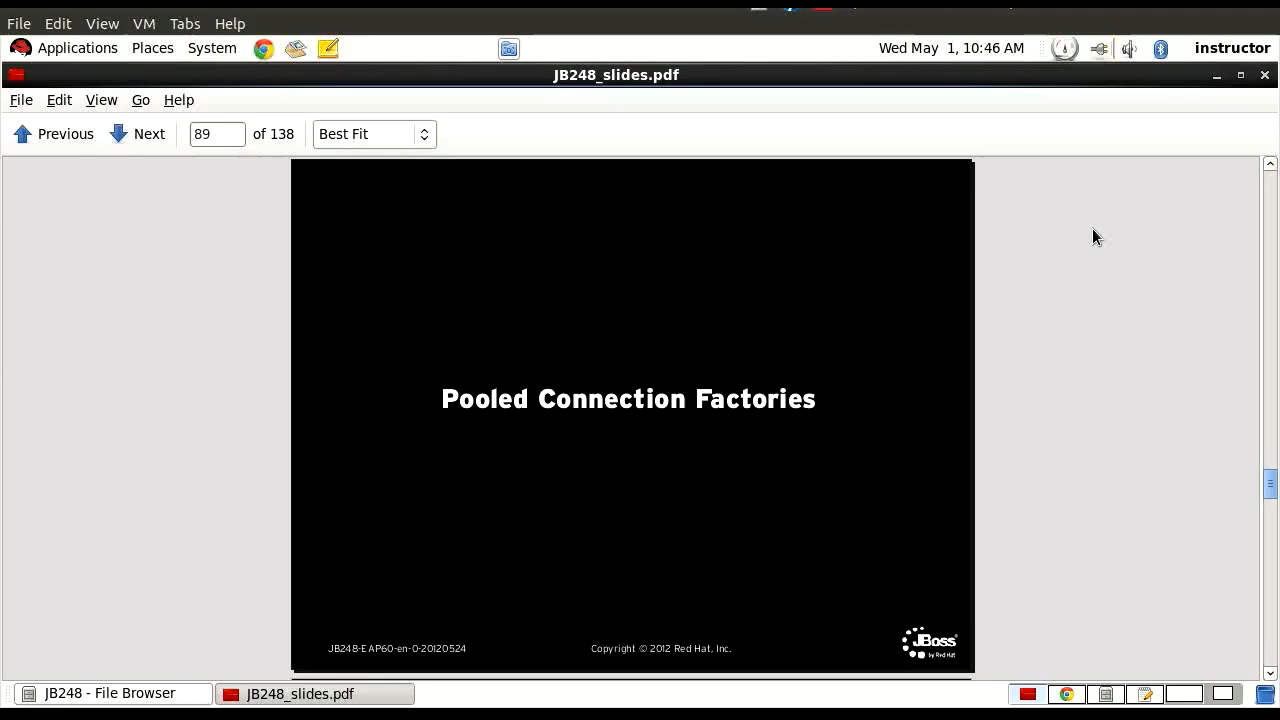 File Edit View VM Tabs Help
Applications Places System Wed May 1, 10:46 AM instructor
JB248_slides.pdf
File Edit View Go Help
Previous Next 89 of 138 Best Fit
Pooled Connection Factories
JB248-EAP60-en-0-20120524 Copyright © 2012 Red Hat, Inc. JBoss
by Red Hat
JB248 - File Browser JB248_slides.pdf